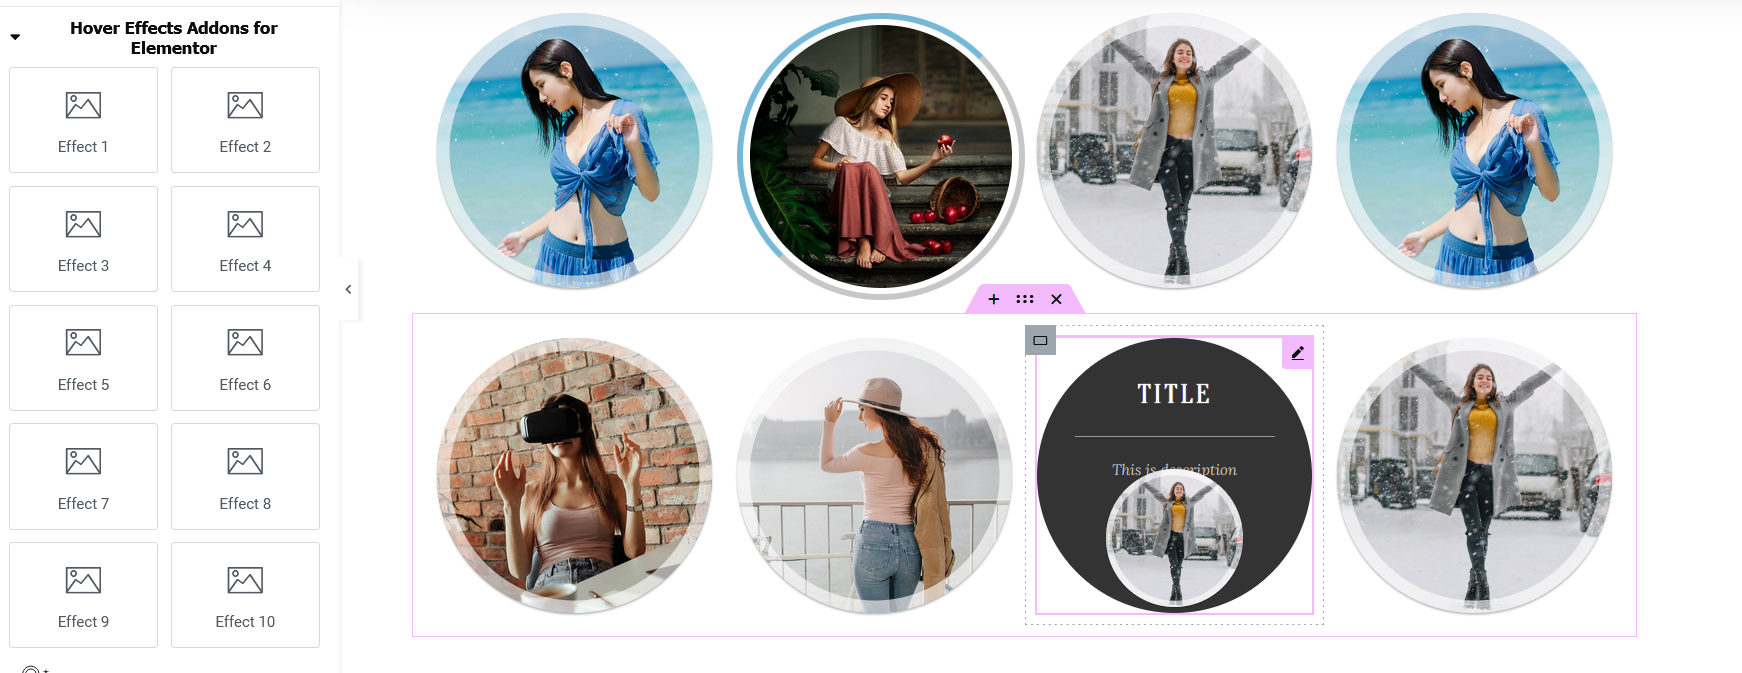 Hover Effects Addons for
Elementor
Effect 1
Effect 2
Effect 3
Effect 4
Effect 5
Effect 6
Effect 7
Effect 8
Effect 9
Effect 10
TITLE
This is description